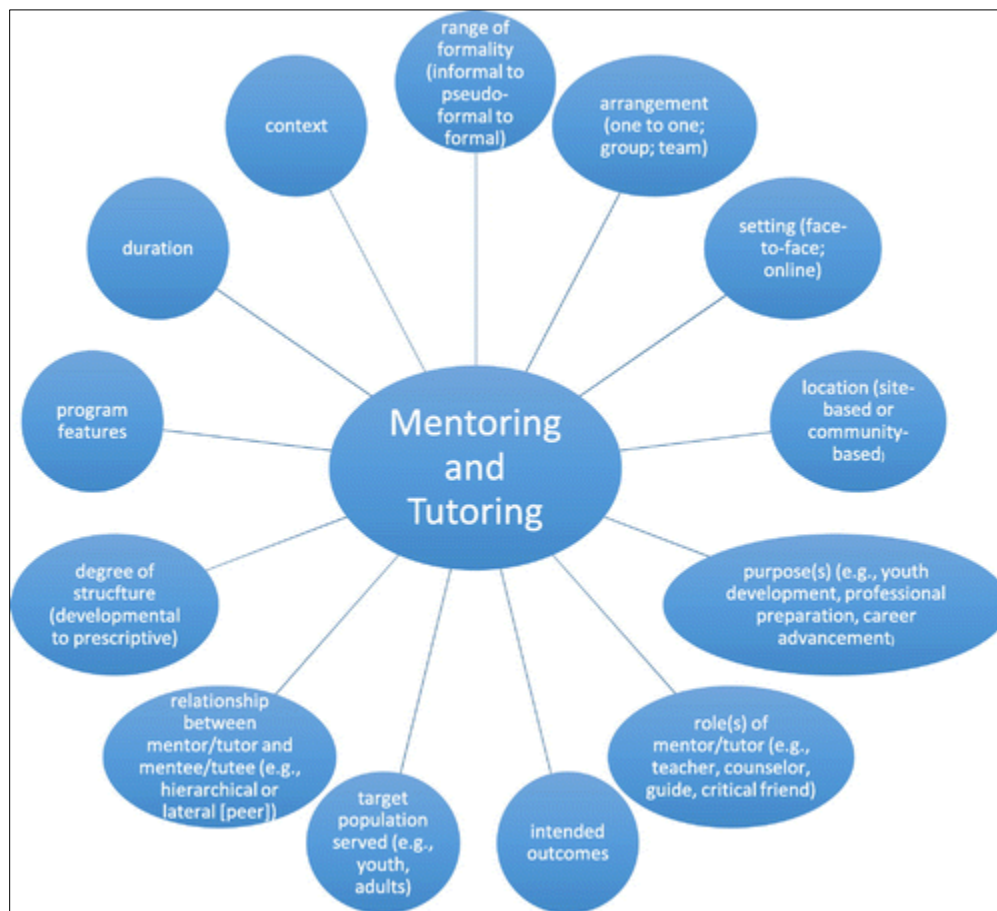 range of
formality
(informal to
pseudo-
formal to
formal)
arrangement
(one to one;
group; team)
setting (face-
to-face;
online)
location (site-
based or
community-
based)
purpose(s) (e.g., youth
development, professional
preparation, career
advancement)
role(s) of
mentor/tutor (e.g.,
teacher, counselor,
guide, critical friend)
intended
outcomes
target
population
served (e.g.,
youth,
adults)
relationship
between
mentor/tutor and
mentee/tutee (e.g.,
hierarchical or
lateral [peer])
degree of
strucfture
(developmental
to prescriptive)
program
features
duration
context
Mentoring
and
Tutoring